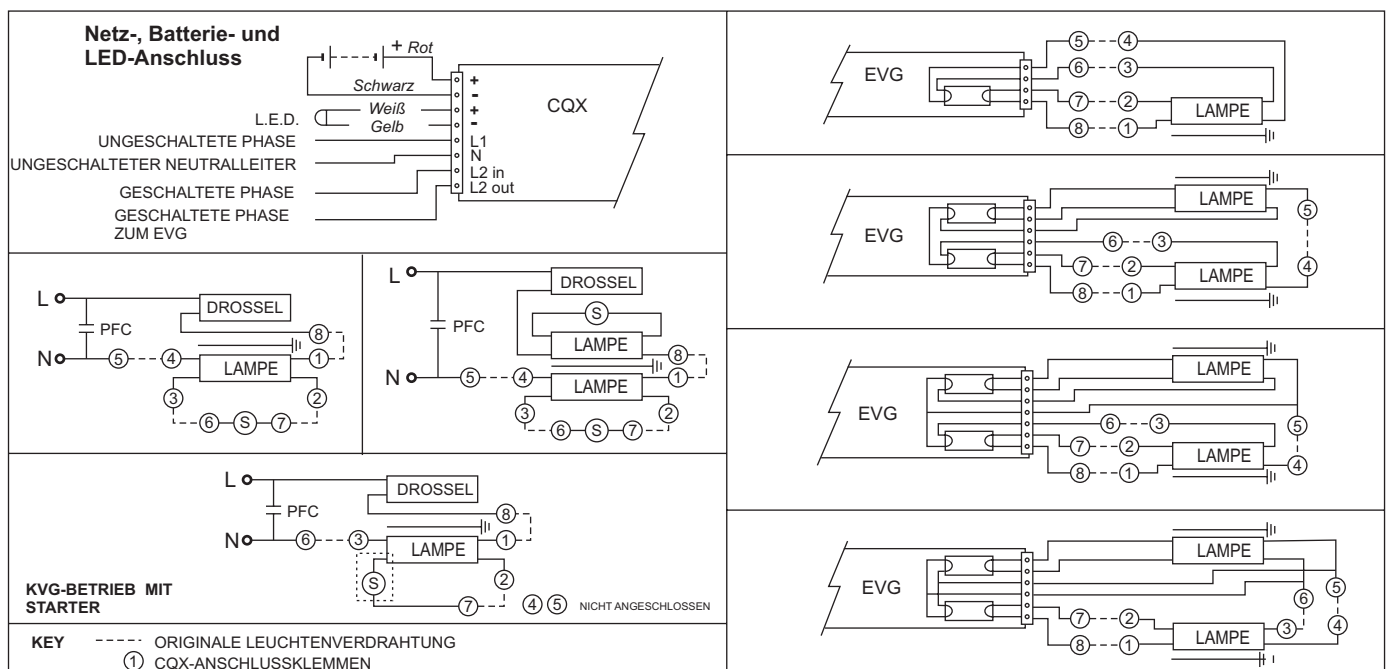 Netz-, Batterie- und
LED-Anschluss
+ Rot
Schwarz
L.E.D.
Weiß
Gelb
UNGESCHALTETE PHASE
UNGESCHALTETER NEUTRALLEITER
GESCHALTETE PHASE
GESCHALTETE PHASE
ZUM EVG
+
-
+
-
L1
N
L2 in
L2 out
CQX
L
DROSSEL
PFC
8
N
5 4
LAMPE
1
3 2
6 S 7
L
DROSSEL
S
PFC
LAMPE
8
N
5 4
LAMPE
1
3 2
6 S 7
L
DROSSEL
PFC
8
N
6 3
LAMPE
1
S
2
7
4 5 NICHT ANGESCHLOSSEN
KVG-BETRIEB MIT
STARTER
KEY
---- ORIGINALE LEUCHTENVERDRAHTUNG
1 CQX-ANSCHLUSSKLEMMEN
EVG
5 4
6 3
7 2
8 1
LAMPE
EVG
LAMPE
5
6 3
7 2
8 1
LAMPE
4
EVG
LAMPE
5
6 3
7 2
8 1
LAMPE
4
EVG
LAMPE
5
6
7 2
3
4
8 1
LAMPE